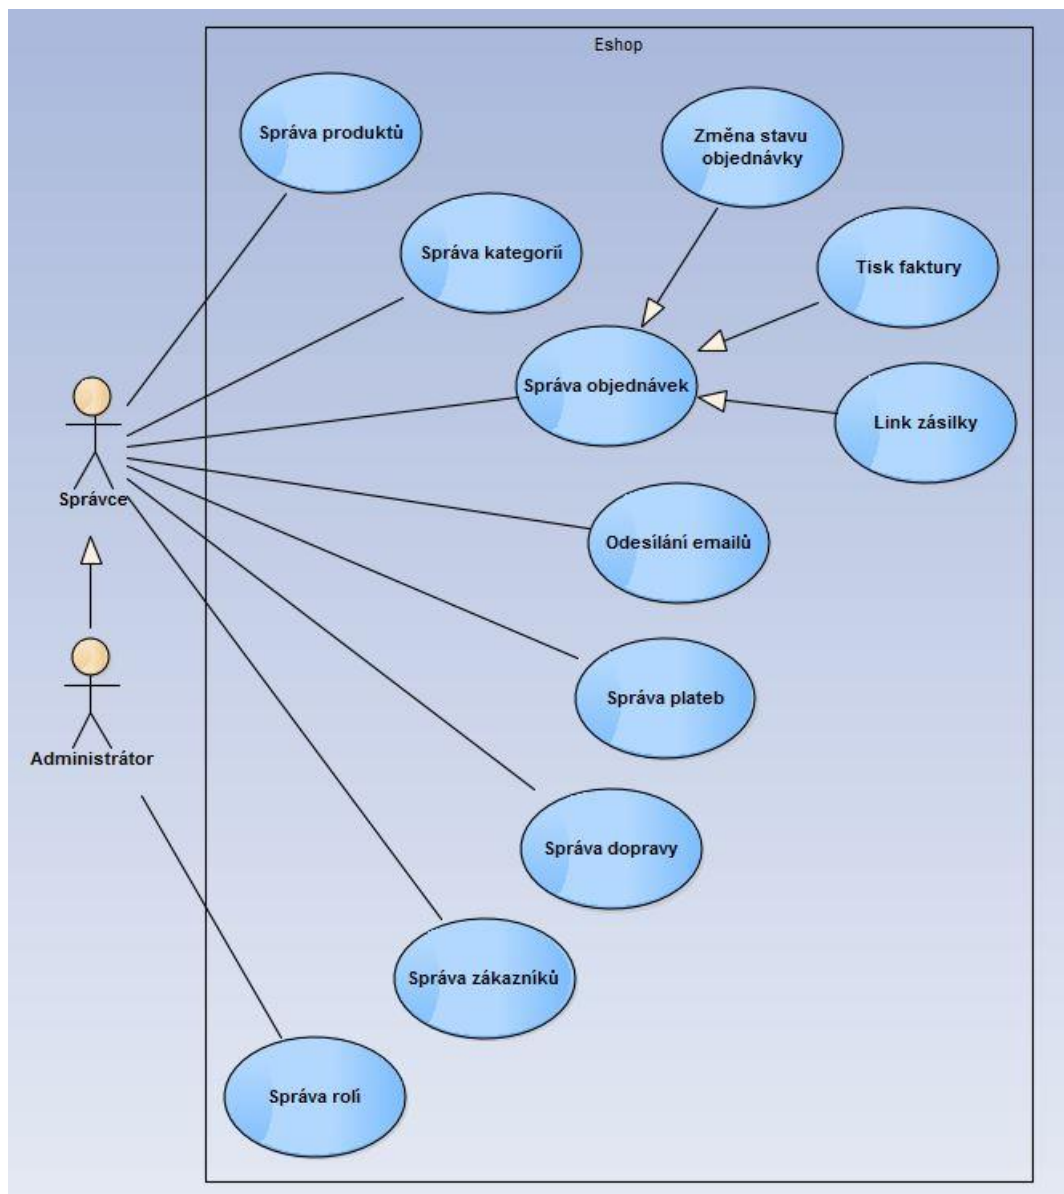 Eshop
Správa produktů
Změna stavu
objednávky
Správa kategorií
Tisk faktury
Správa objednávek
Link zásilky
Správce
Odesílání emailů
Správa plateb
Administrátor
Správa dopravy
Správa zákazníků
Správa rolí